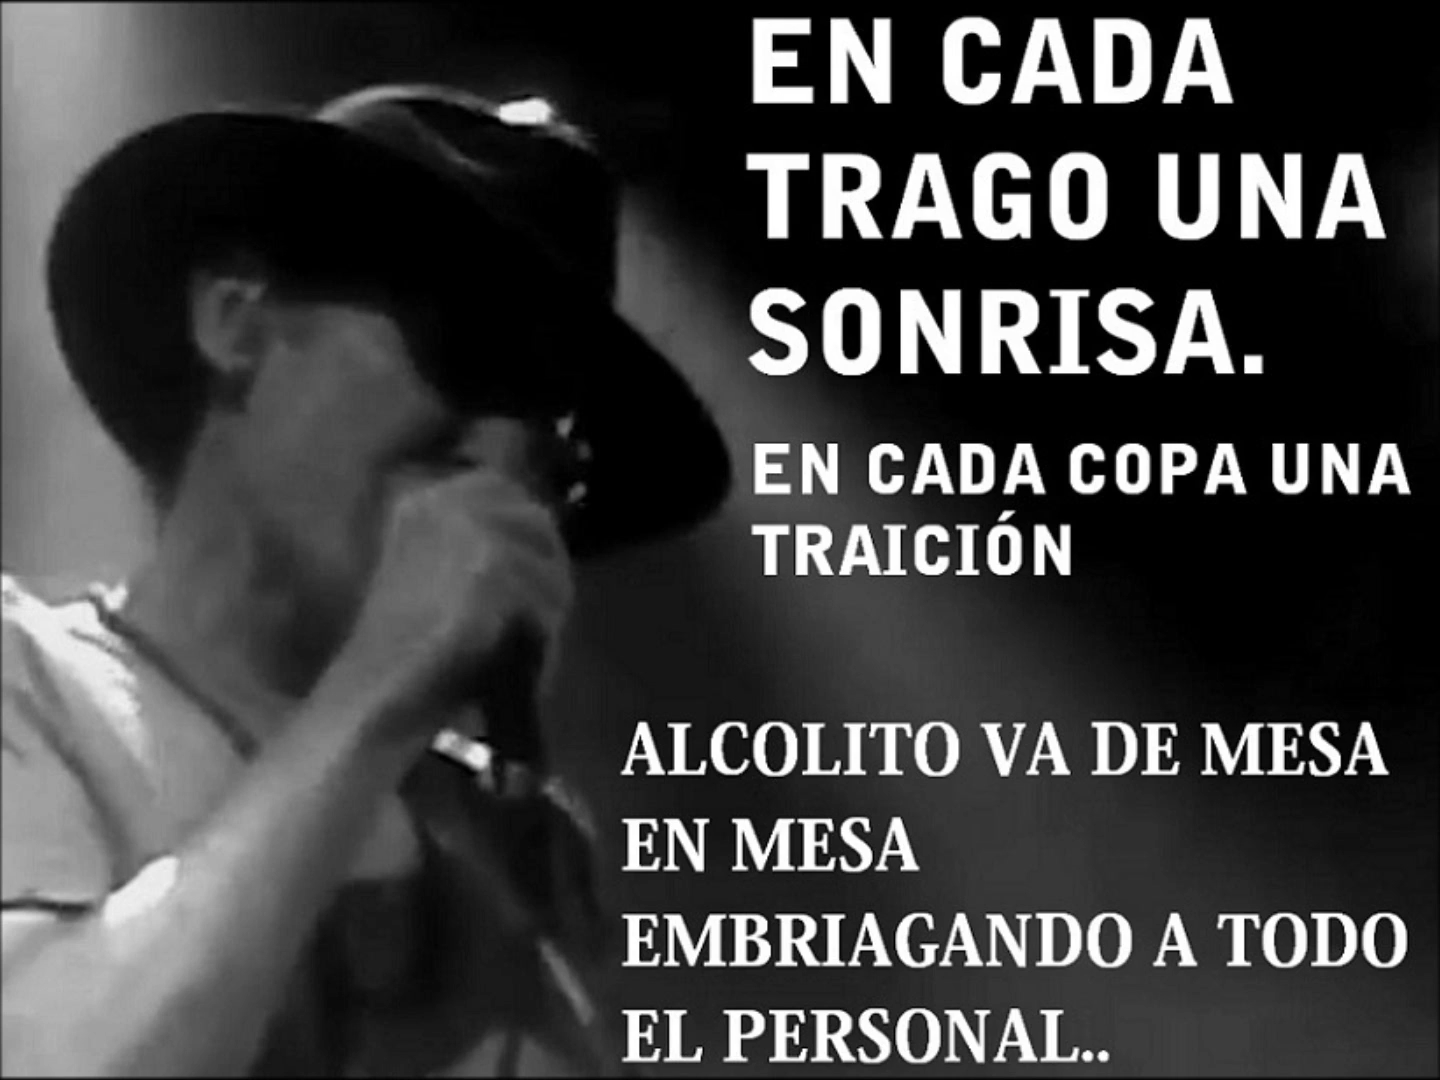 EN CADA
TRAGO UNA
SONRISA.
EN CADA COPA UNA
TRAICIÓN
ALCOLITO VA DE MESA
EN MESA
EMBRIAGANDO A TODO
EL PERSONAL..